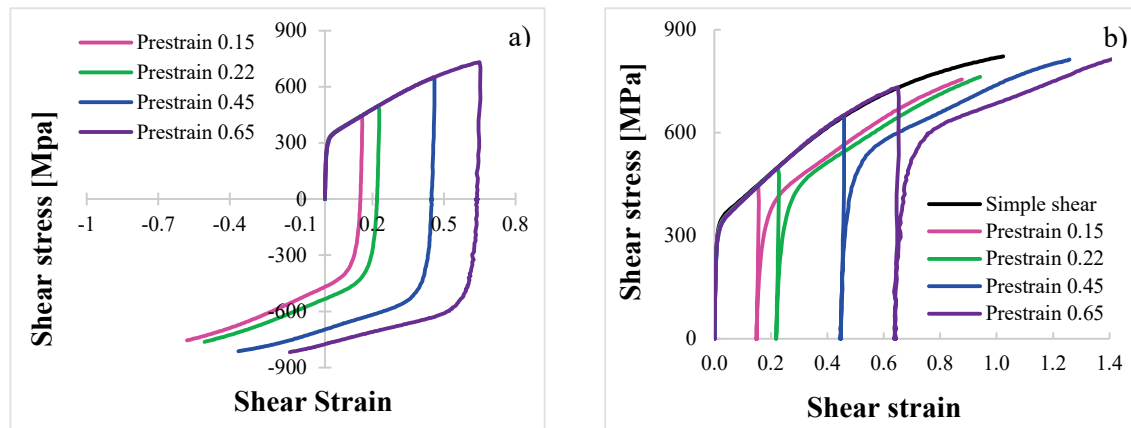 a)
900
600
300
0
-300
-600
-900
-1
-0.7
-0.4
-0.1
0.2
0.5
0.8
Prestrain 0.15
Prestrain 0.22
Prestrain 0.45
Prestrain 0.65
Shear stress [Mpa]
Shear Strain
b)
900
600
300
0
0.0
0.2
0.4
0.6
0.8
1.0
1.2
1.4
Simple shear
Prestrain 0.15
Prestrain 0.22
Prestrain 0.45
Prestrain 0.65
Shear stress [MPa]
Shear strain